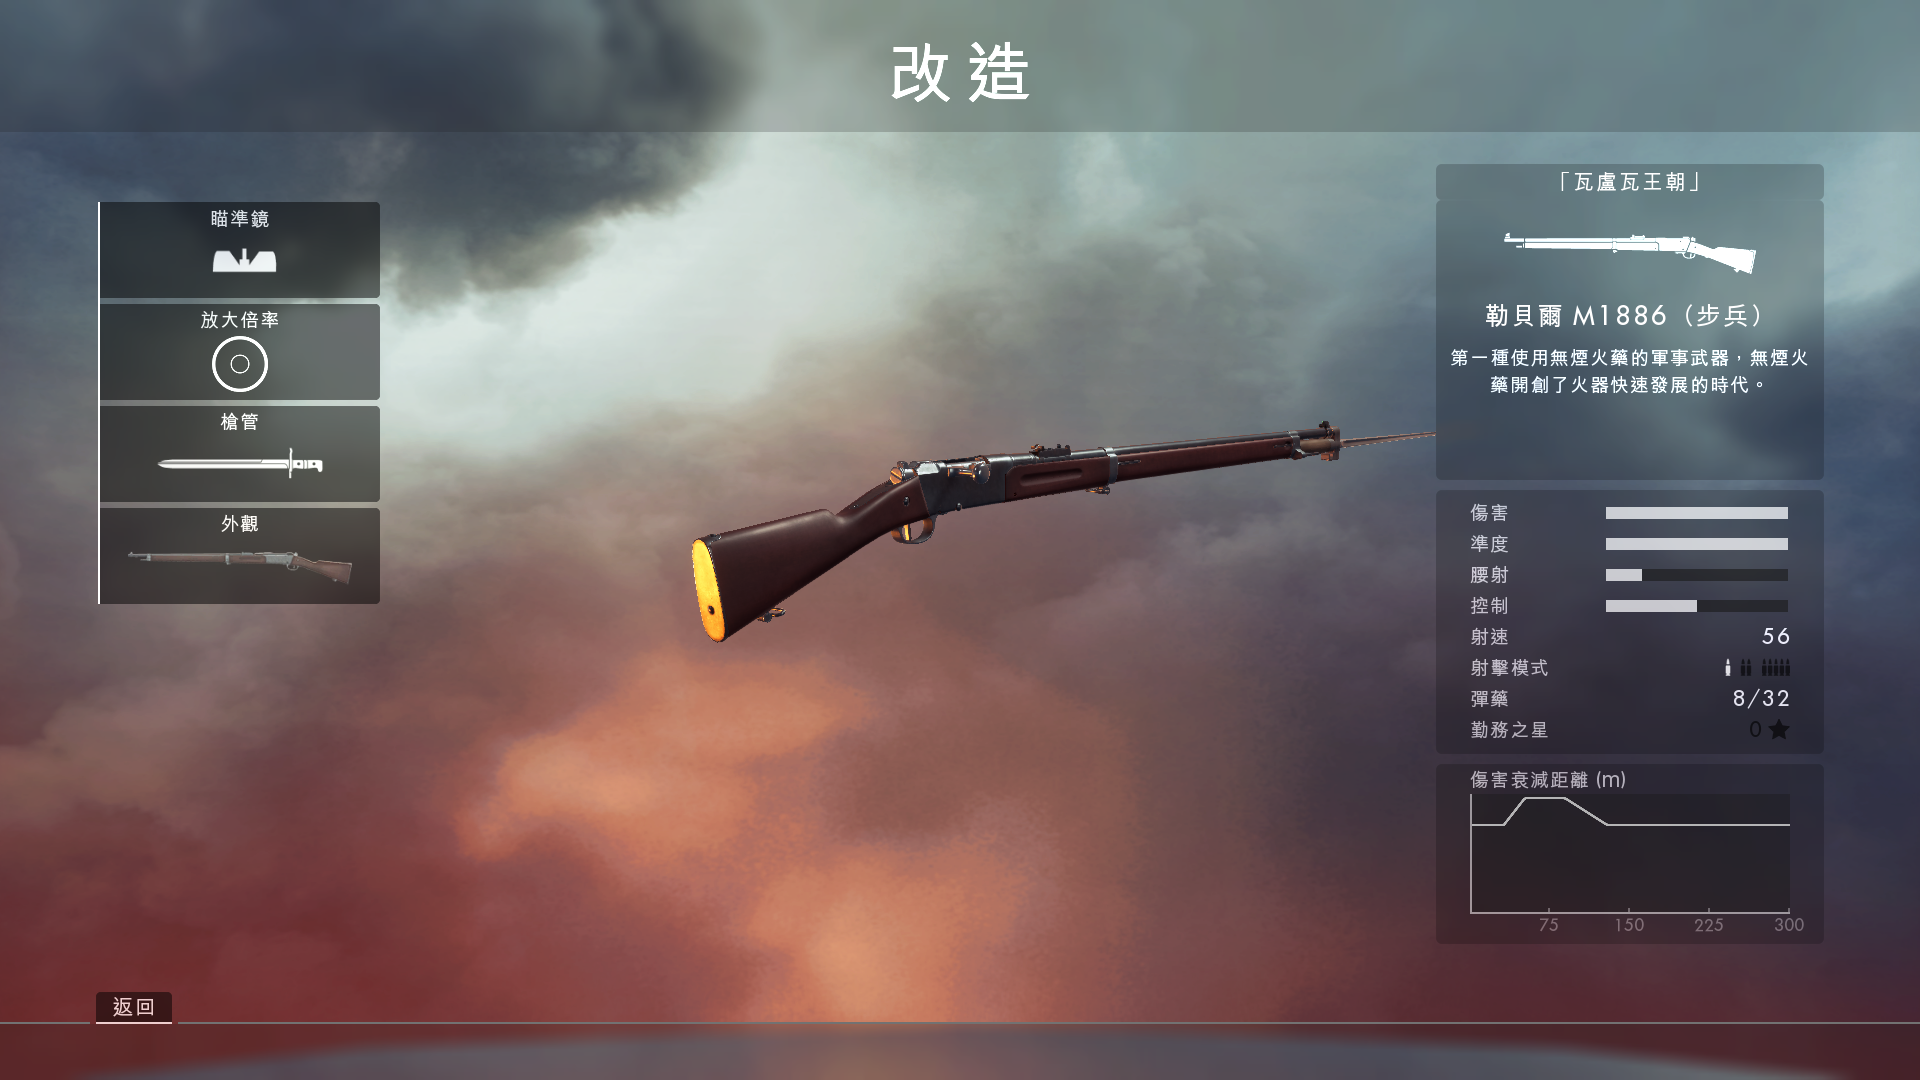 改造
瞄準鏡
放大倍率
槍管
外觀
「瓦盧瓦王朝」
勒貝爾 M1886（步兵）
第一種使用無煙火藥的軍事武器，無煙火
藥開創了火器快速發展的時代。
傷害
準度
腰射
控制
射速 56
射擊模式
彈藥 8/32
勤務之星 0
傷害衰減距離 (m)
75 150 225 300
返回